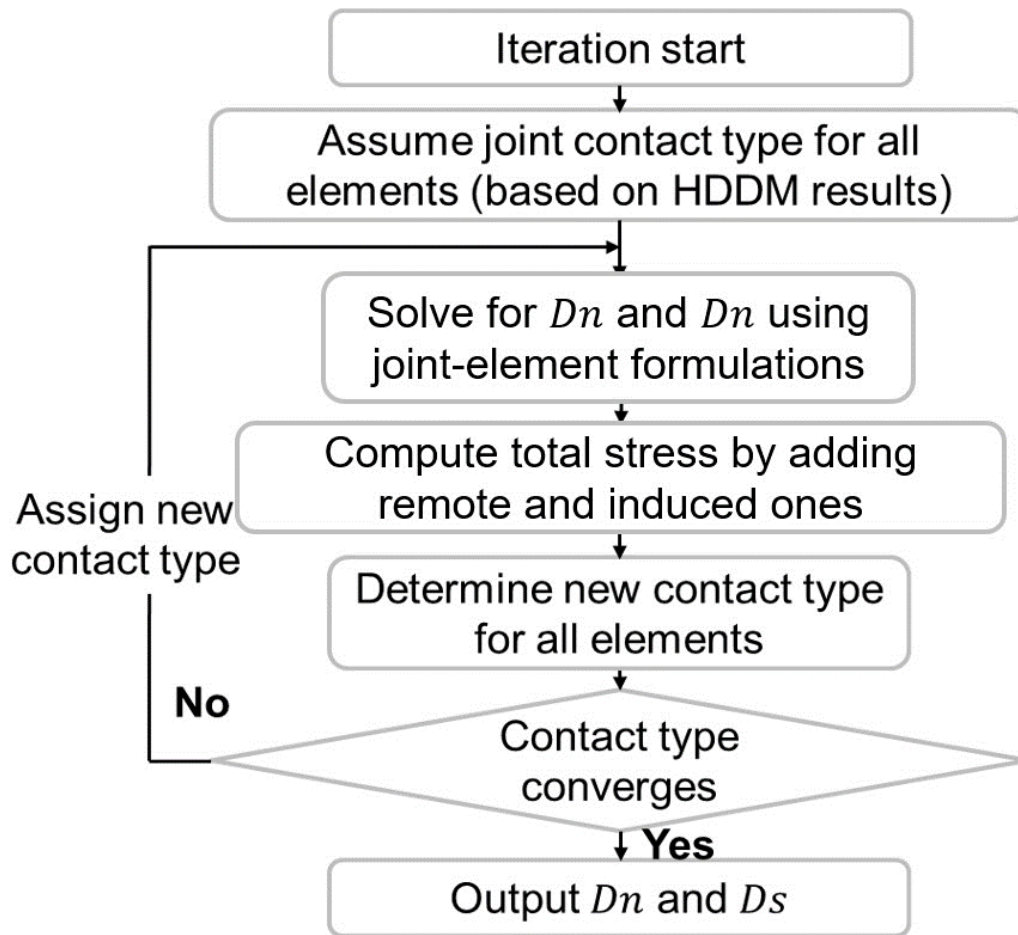 Iteration start
Assume joint contact type for all
elements (based on HDDM results)
Solve for Dn and Dn using
joint-element formulations
Compute total stress by adding
remote and induced ones
Assign new
contact type
Determine new contact type
for all elements
No
Contact type
converges
Yes
Output Dn and Ds